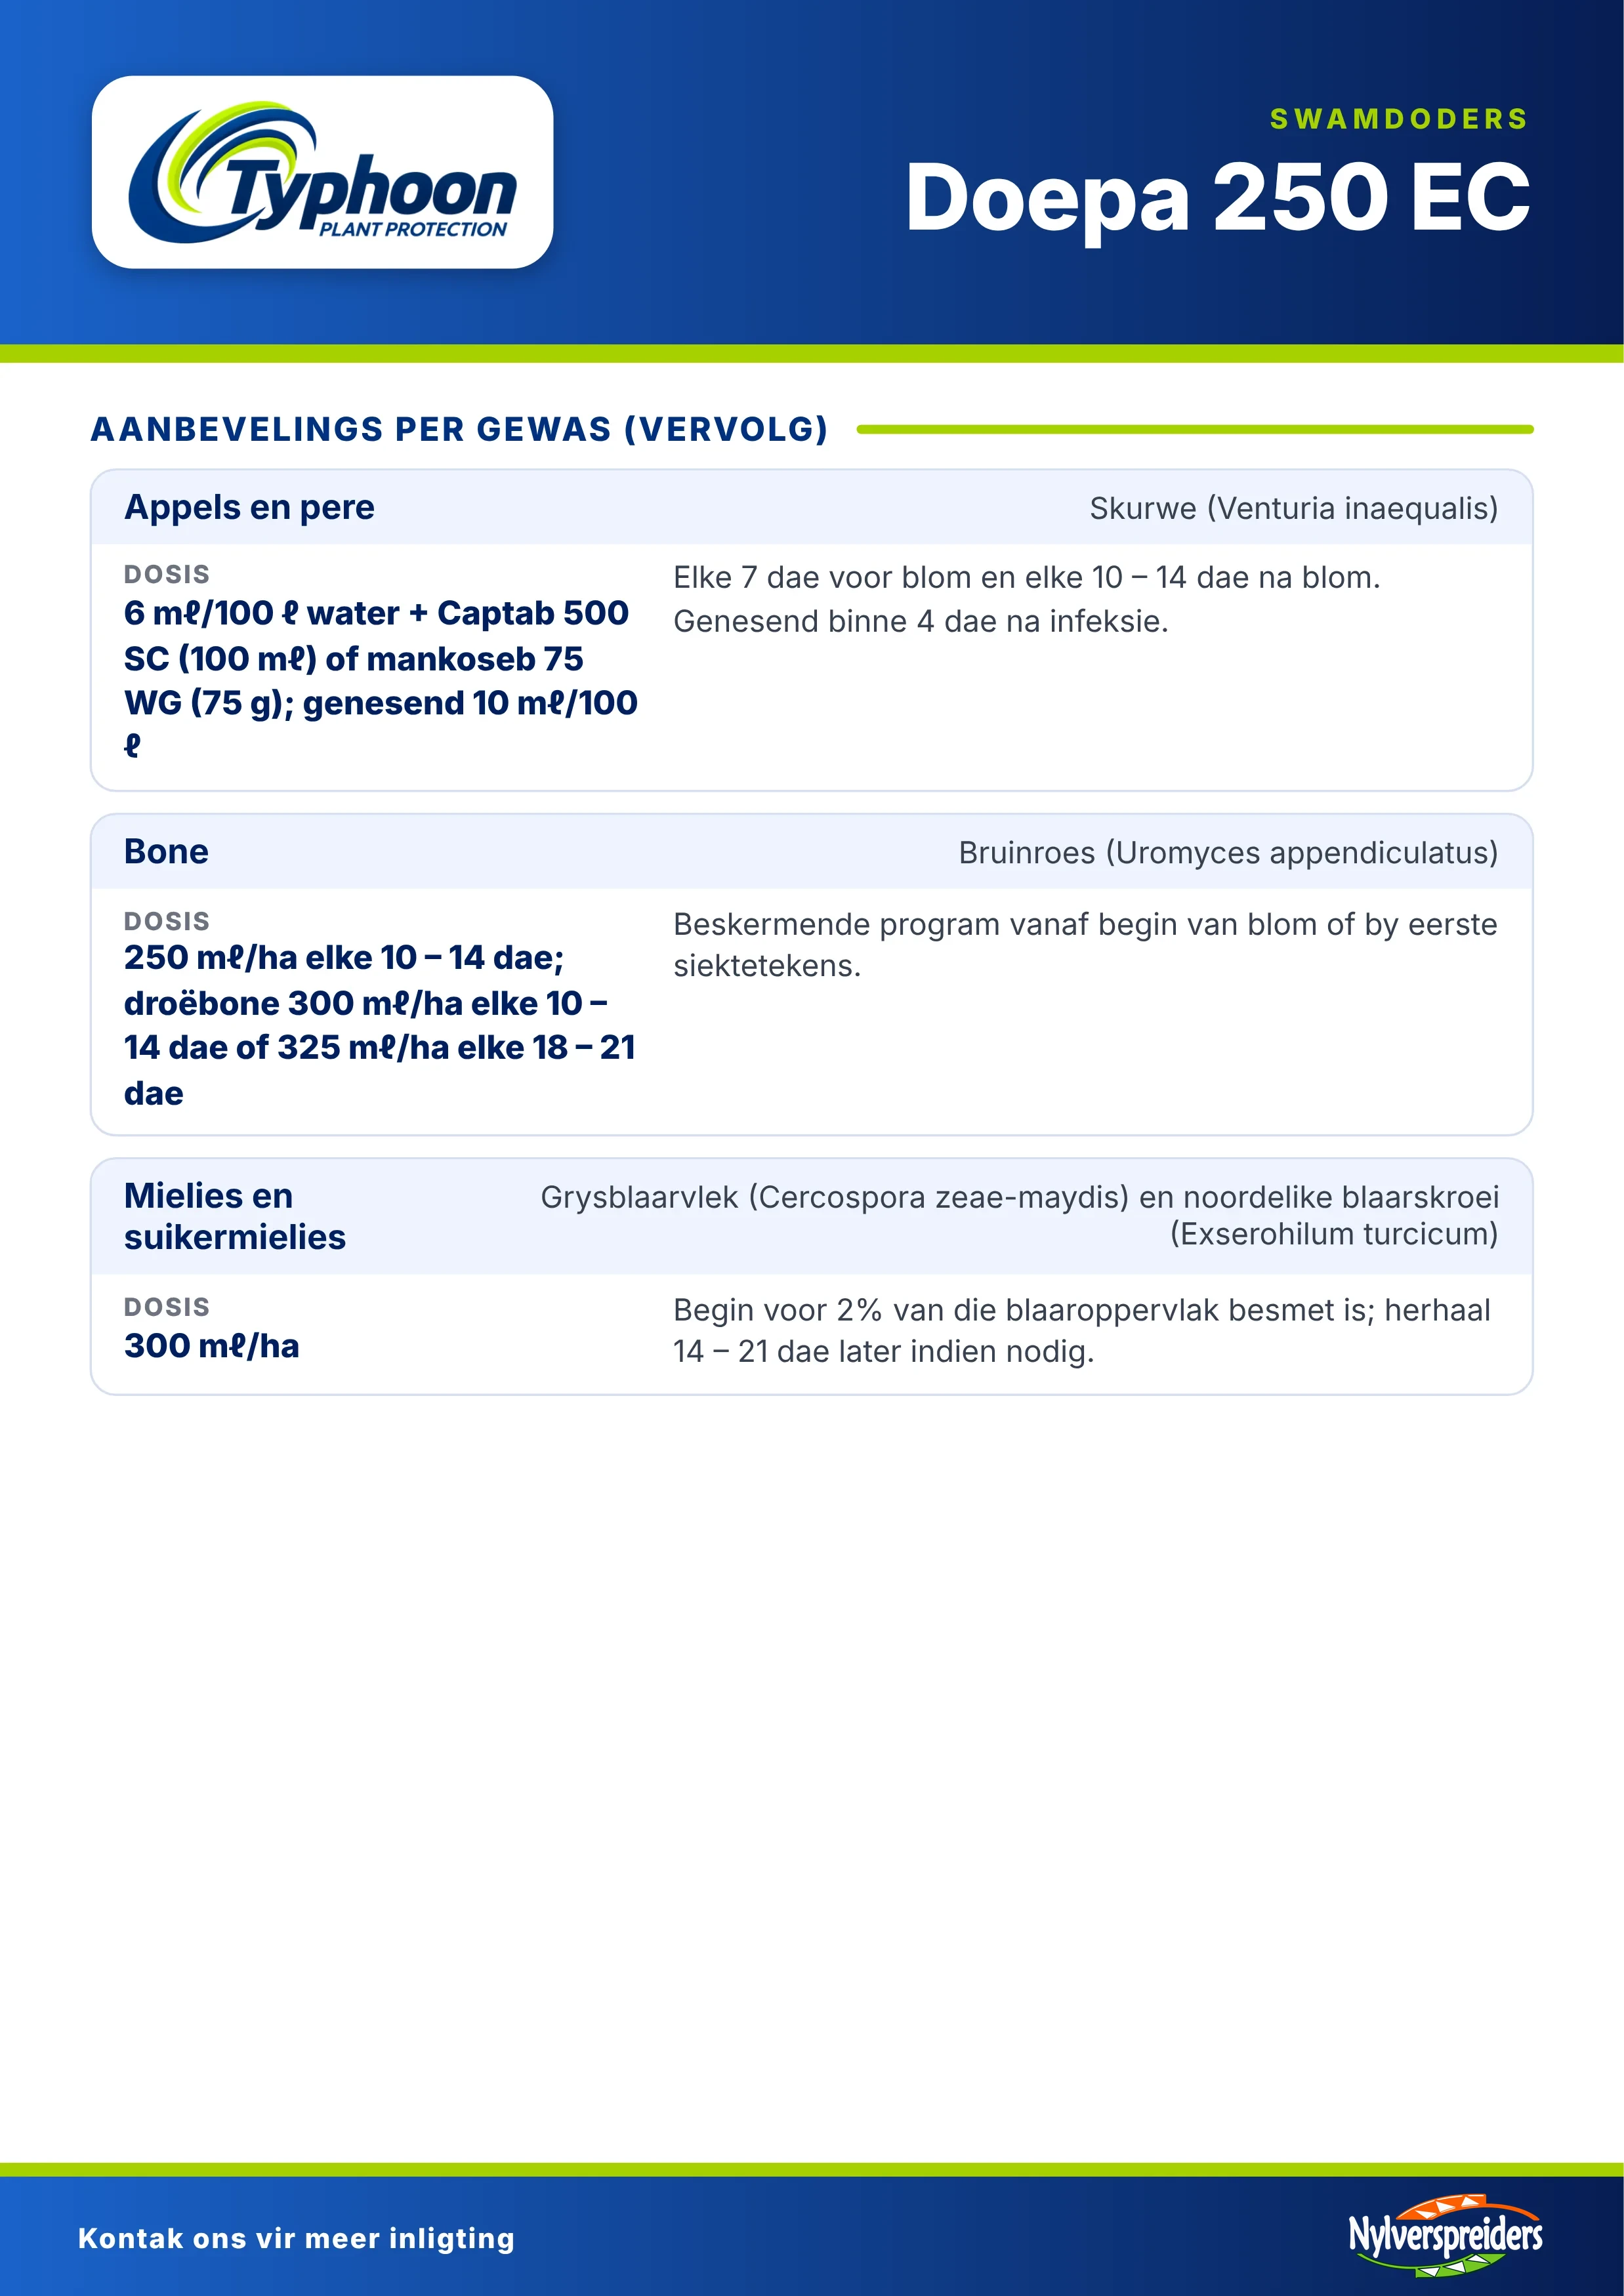 Typhoon
PLANT PROTECTION
SWAMDODERS
Doepa 250 EC
AANBEVELINGS PER GEWAS (VERVOLG)
Appels en pere
Skurwe (Venturia inaequalis)
DOSIS
6 mℓ/100 ℓ water + Captab 500
SC (100 mℓ) of mankoseb 75
WG (75 g); genesend 10 mℓ/100
ℓ
Elke 7 dae voor blom en elke 10 – 14 dae na blom.
Genesend binne 4 dae na infeksie.
Bone
Bruinroes (Uromyces appendiculatus)
DOSIS
250 mℓ/ha elke 10 – 14 dae;
droëbone 300 mℓ/ha elke 10 –
14 dae of 325 mℓ/ha elke 18 – 21
dae
Beskermende program vanaf begin van blom of by eerste
siektetekens.
Mielies en
suikermielies
Grysblaarvlek (Cercospora zeae-maydis) en noordelike blaarskroei
(Exserohilum turcicum)
DOSIS
300 mℓ/ha
Begin voor 2% van die blaaroppervlak besmet is; herhaal
14 – 21 dae later indien nodig.
Kontak ons vir meer inligting
Nylverspreiders